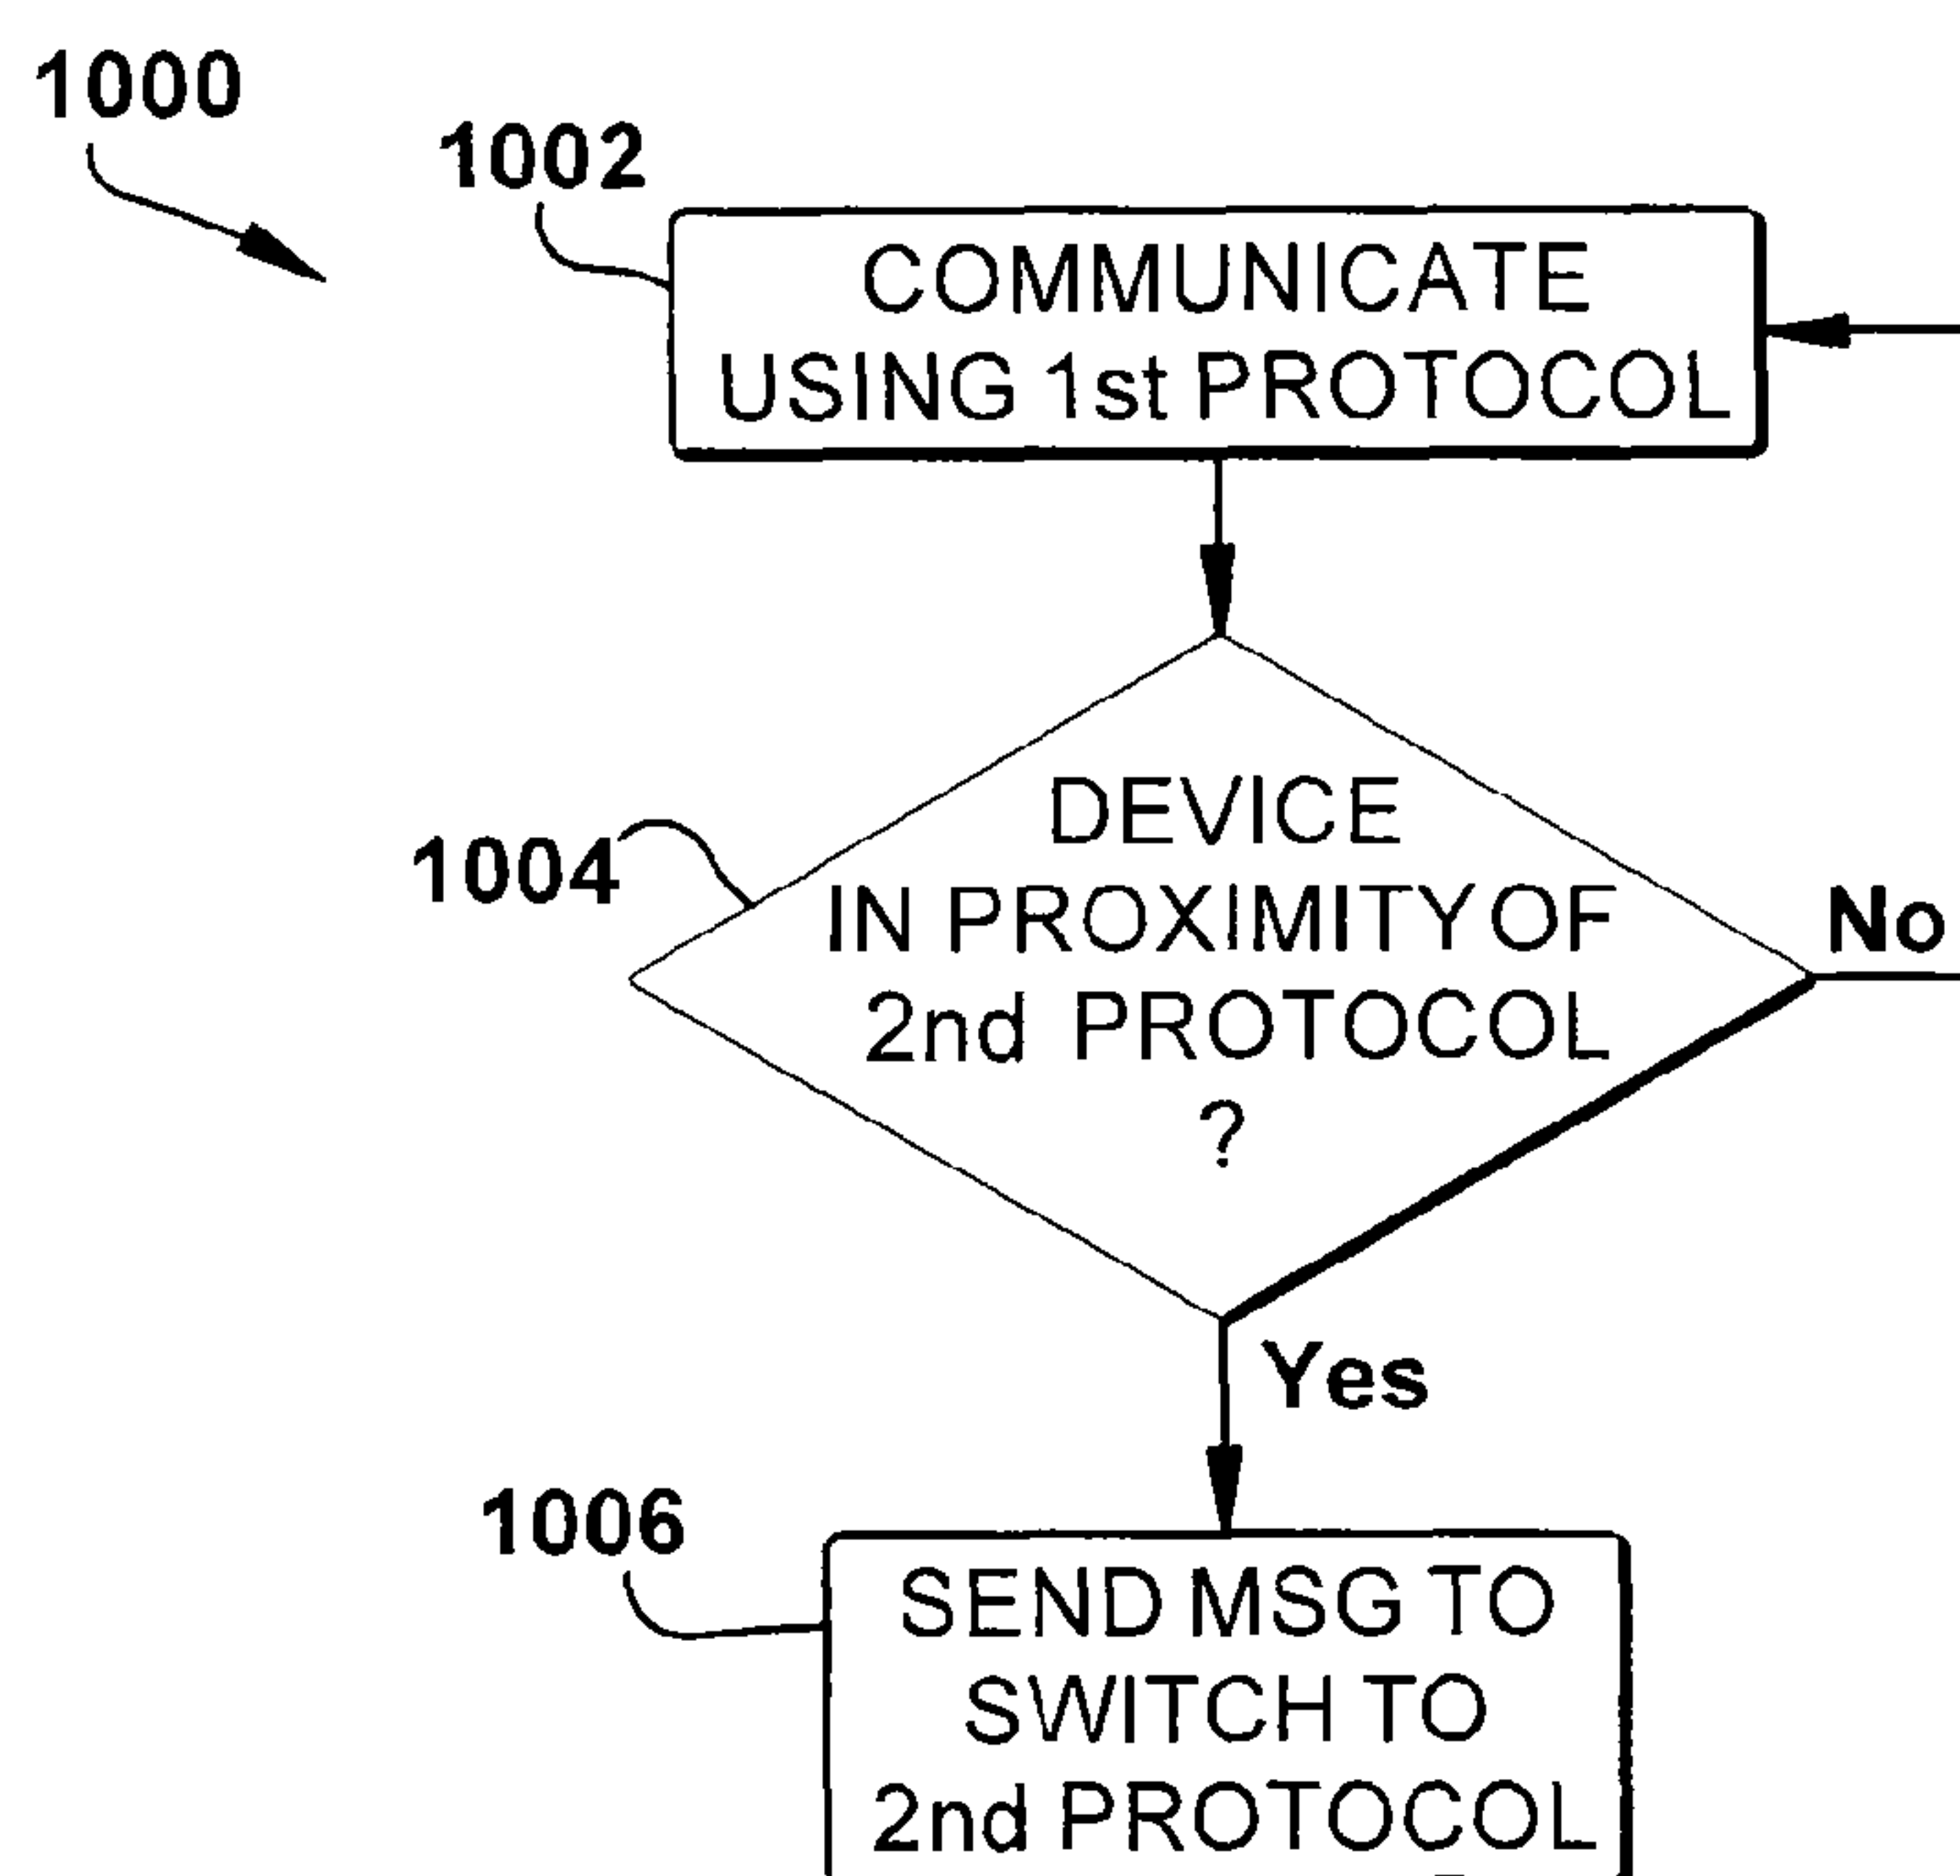 1000
1002
COMMUNICATE
USING 1st PROTOCOL
1004
DEVICE
IN PROXIMITY OF
2nd PROTOCOL
?
No
Yes
1006
SEND MSG TO
SWITCH TO
2nd PROTOCOL